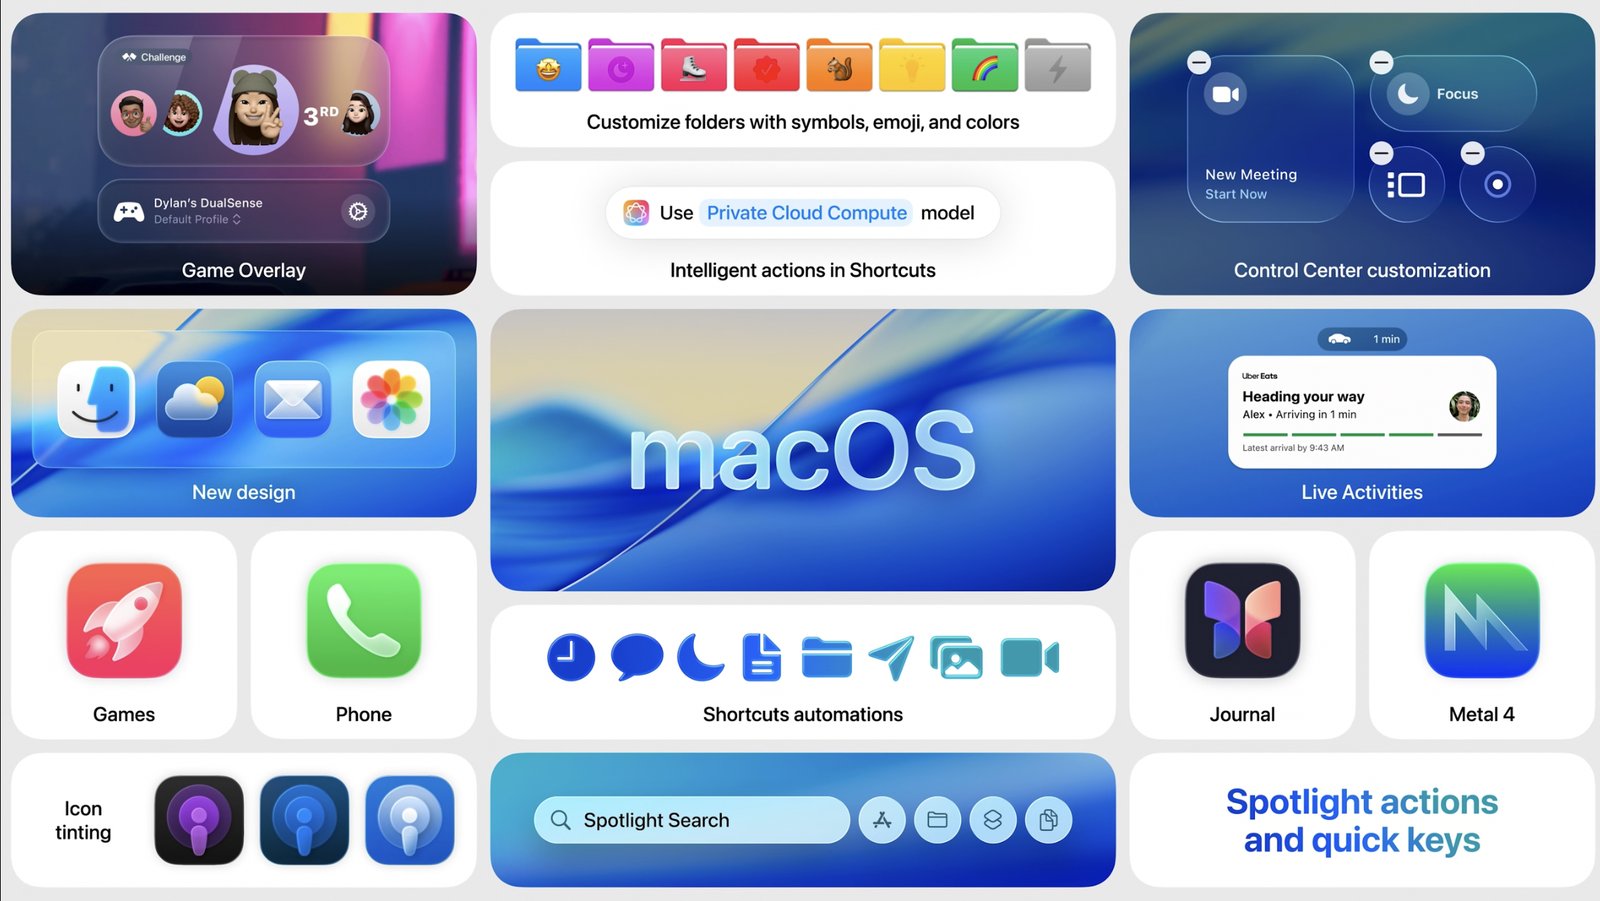 Challenge
3RD
Dylan's DualSense
Default Profile
Game Overlay
Customize folders with symbols, emoji, and colors
Use Private Cloud Compute model
Intelligent actions in Shortcuts
Focus
New Meeting
Start Now
Control Center customization
New design
macOS
1 min
Uber Eats
Heading your way
Alex • Arriving in 1 min
Latest arrival by 9:43 AM
Live Activities
Games
Phone
Shortcuts automations
Journal
Metal 4
Icon
tinting
Spotlight Search
Spotlight actions
and quick keys